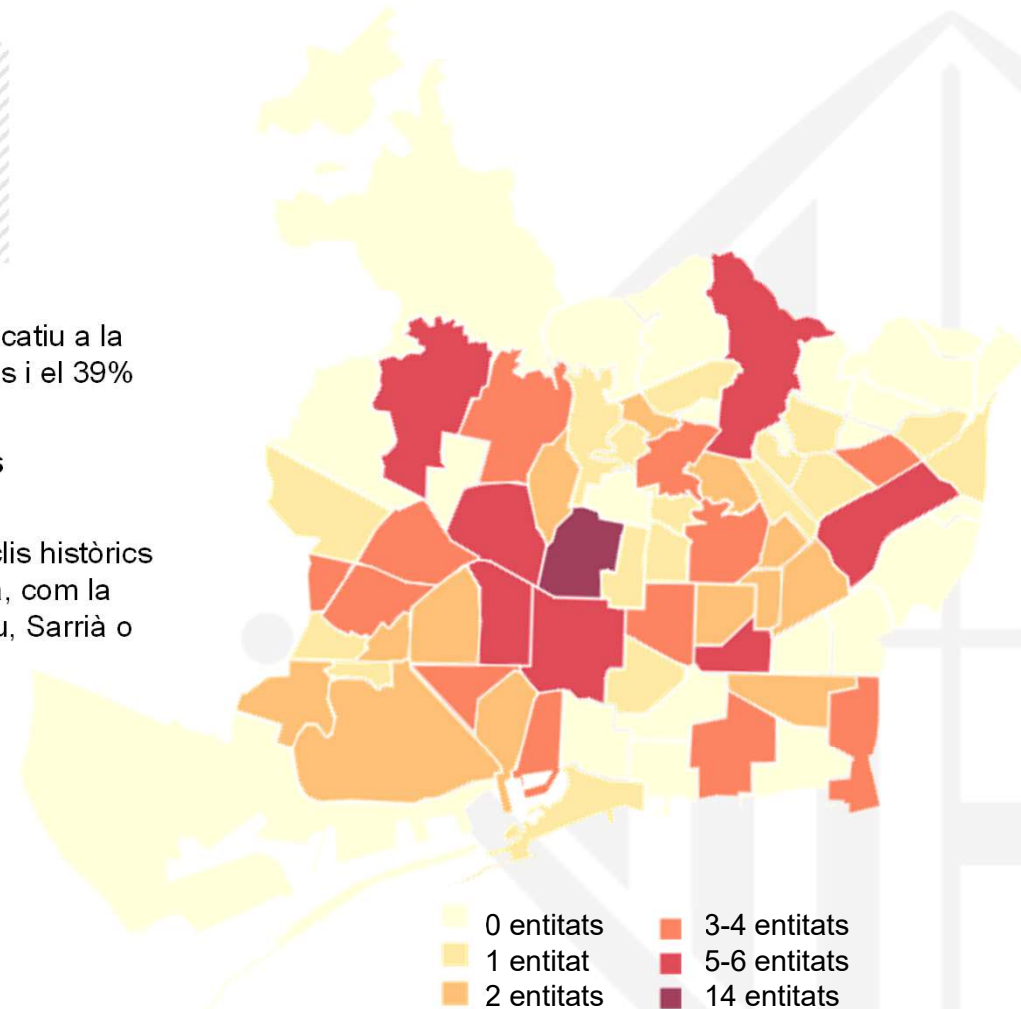 catiu a la
s i el 39%
s
clis històrics
, com la
u, Sarrià o
0 entitats
1 entitat
2 entitats
3-4 entitats
5-6 entitats
14 entitats